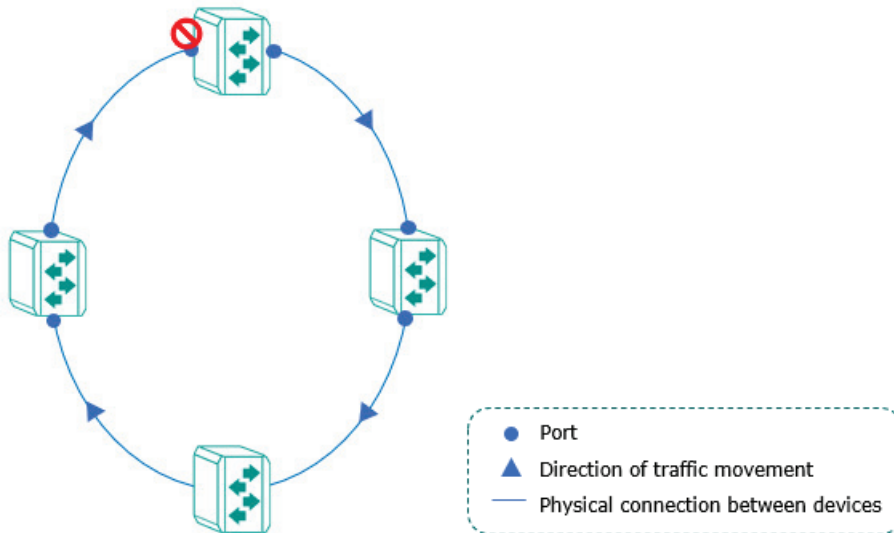 Port
Direction of traffic movement
Physical connection between devices